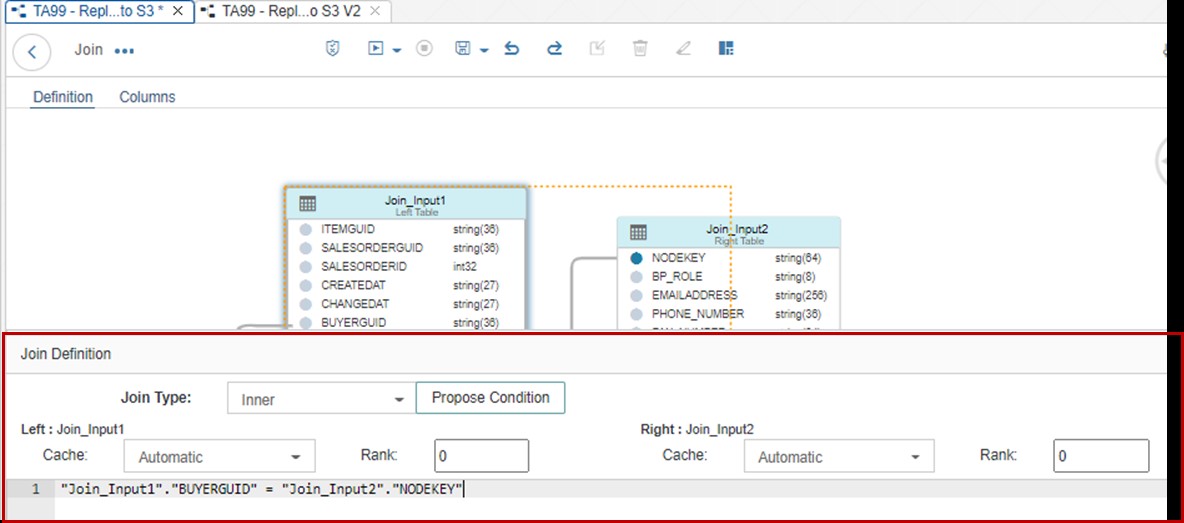 TA99 - Repl...to S3 *
TA99 - Repl...o S3 V2
Join
Definition
Columns
Join_Input1
Left Table
ITEMGUID string(36)
SALESORDERGUID string(36)
SALESORDERID int32
CREATEDAT string(27)
CHANGEDAT string(27)
BUYERGUID string(36)
Join_Input2
Right Table
NODEKEY string(64)
BP_ROLE string(8)
EMAILADDRESS string(256)
PHONE_NUMBER string(36)
Join Definition
Join Type: Inner Propose Condition
Left : Join_Input1
Right : Join_Input2
Cache: Automatic Rank: 0
Cache: Automatic Rank: 0
1 "Join_Input1"."BUYERGUID" = "Join_Input2"."NODEKEY"